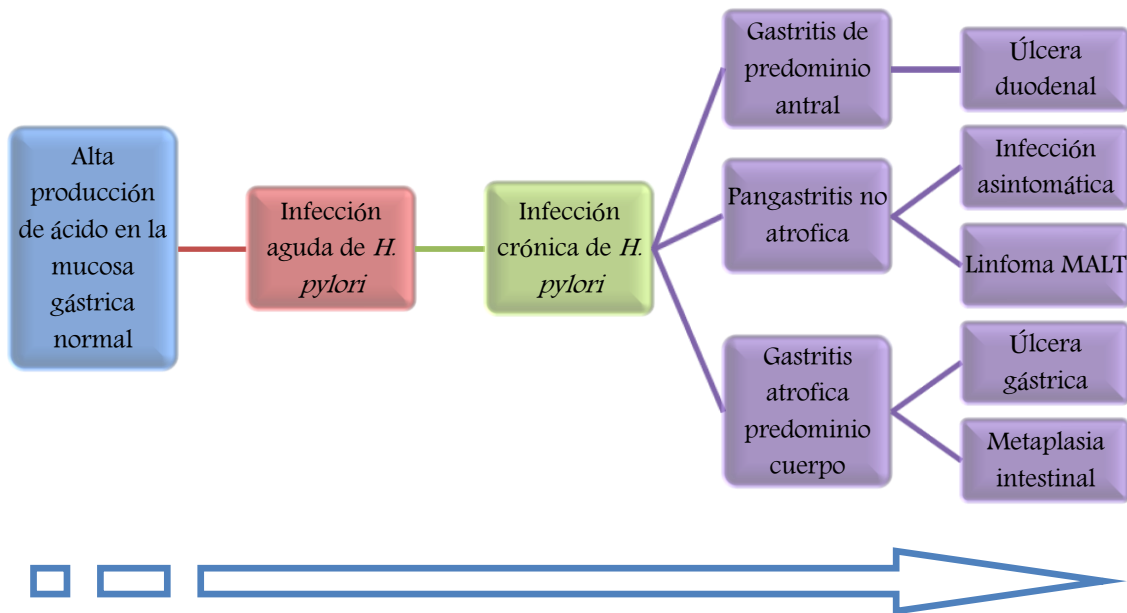 Alta
producción
de ácido en la
mucosa
gástrica
normal
Infección
aguda de H.
pylori
Infección
crónica de H.
pylori
Gastritis de
predominio
antral
Úlcera
duodenal
Pangastritis no
atrofica
Infección
asintomática
Linfoma MALT
Gastritis
atrofica
predominio
cuerpo
Úlcera
gástrica
Metaplasia
intestinal